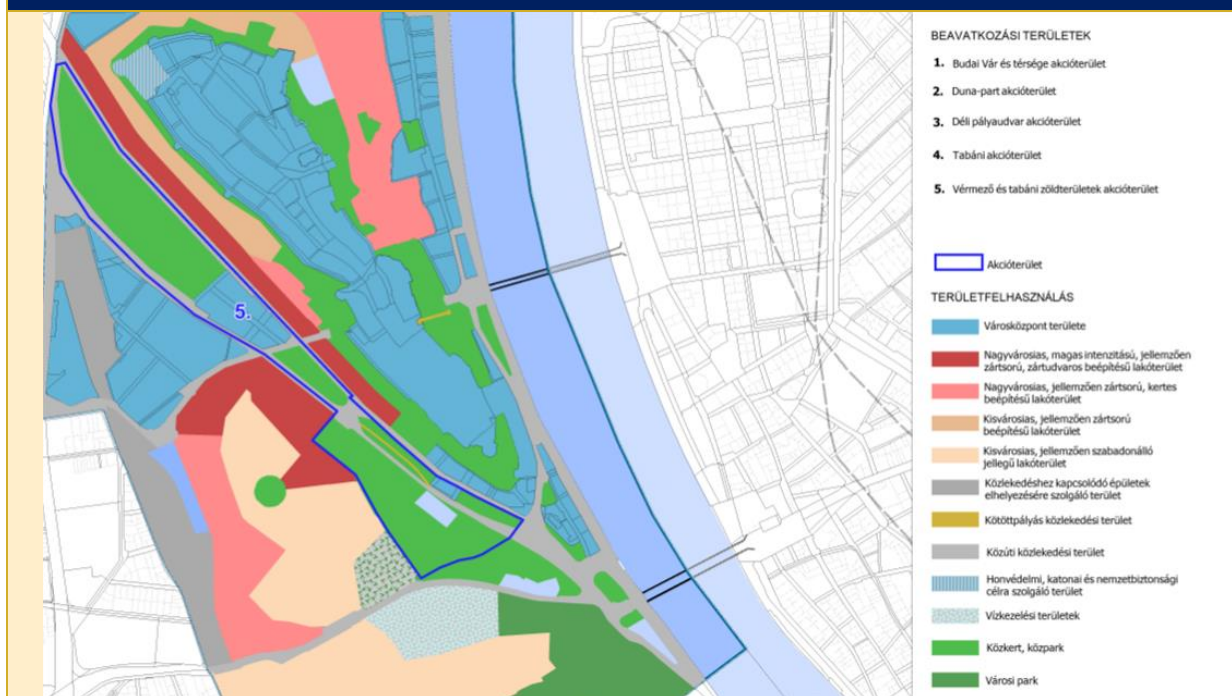 BEAVATKOZÁSI TERÜLETEK
1. Budai Vár és térsége akcióterület
2. Duna-part akcióterület
3. Déli pályaudvar akcióterület
4. Tabáni akcióterület
5. Vérmező és tabáni zöldterületek akcióterület
Akcióterület
TERÜLETFELHASZNÁLÁS
Városközpont területe
Nagyvárosias, magas intenzitású, jellemzően
zártsorú, zártudvaros beépítésű lakóterület
Nagyvárosias, jellemzően zártsorú, kertes
beépítésű lakóterület
Kisvárosias, jellemzően zártsorú
beépítésű lakóterület
Kisvárosias, jellemzően szabadonálló
jellegű lakóterület
Közlekedéshez kapcsolódó épületek
elhelyezésére szolgáló terület
Kötöttpályás közlekedési terület
Közúti közlekedési terület
Honvédelmi, katonai és nemzetbiztonsági
célra szolgáló terület
Vízkezelési területek
Közkert, közpark
Városi park
5.